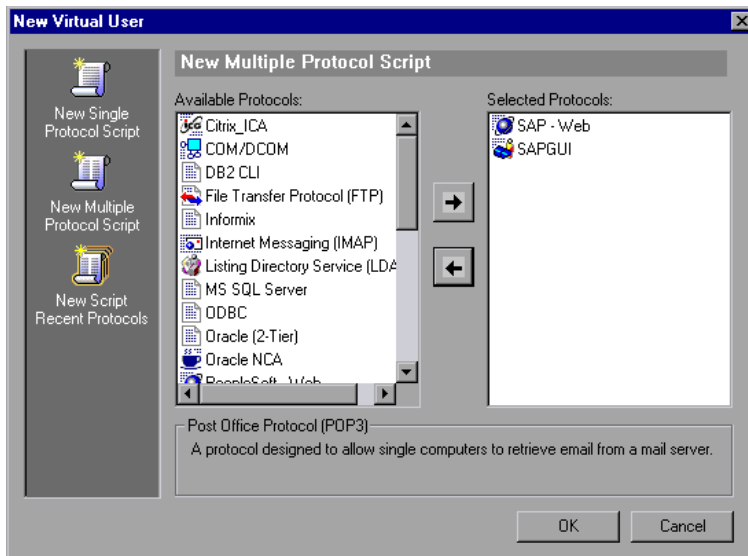 New Virtual User
New Single
Protocol Script
New Multiple
Protocol Script
New Script
Recent Protocols
New Multiple Protocol Script
Available Protocols:
Citrix_ICA
COM/DCOM
DB2 CLI
File Transfer Protocol (FTP)
Informix
Internet Messaging (IMAP)
Listing Directory Service (LDA
MS SQL Server
ODBC
Oracle (2-Tier)
Oracle NCA
PeopleSoft - Web
Selected Protocols:
SAP - Web
SAPGUI
Post Office Protocol (POP3)
A protocol designed to allow single computers to retrieve email from a mail server.
OK
Cancel